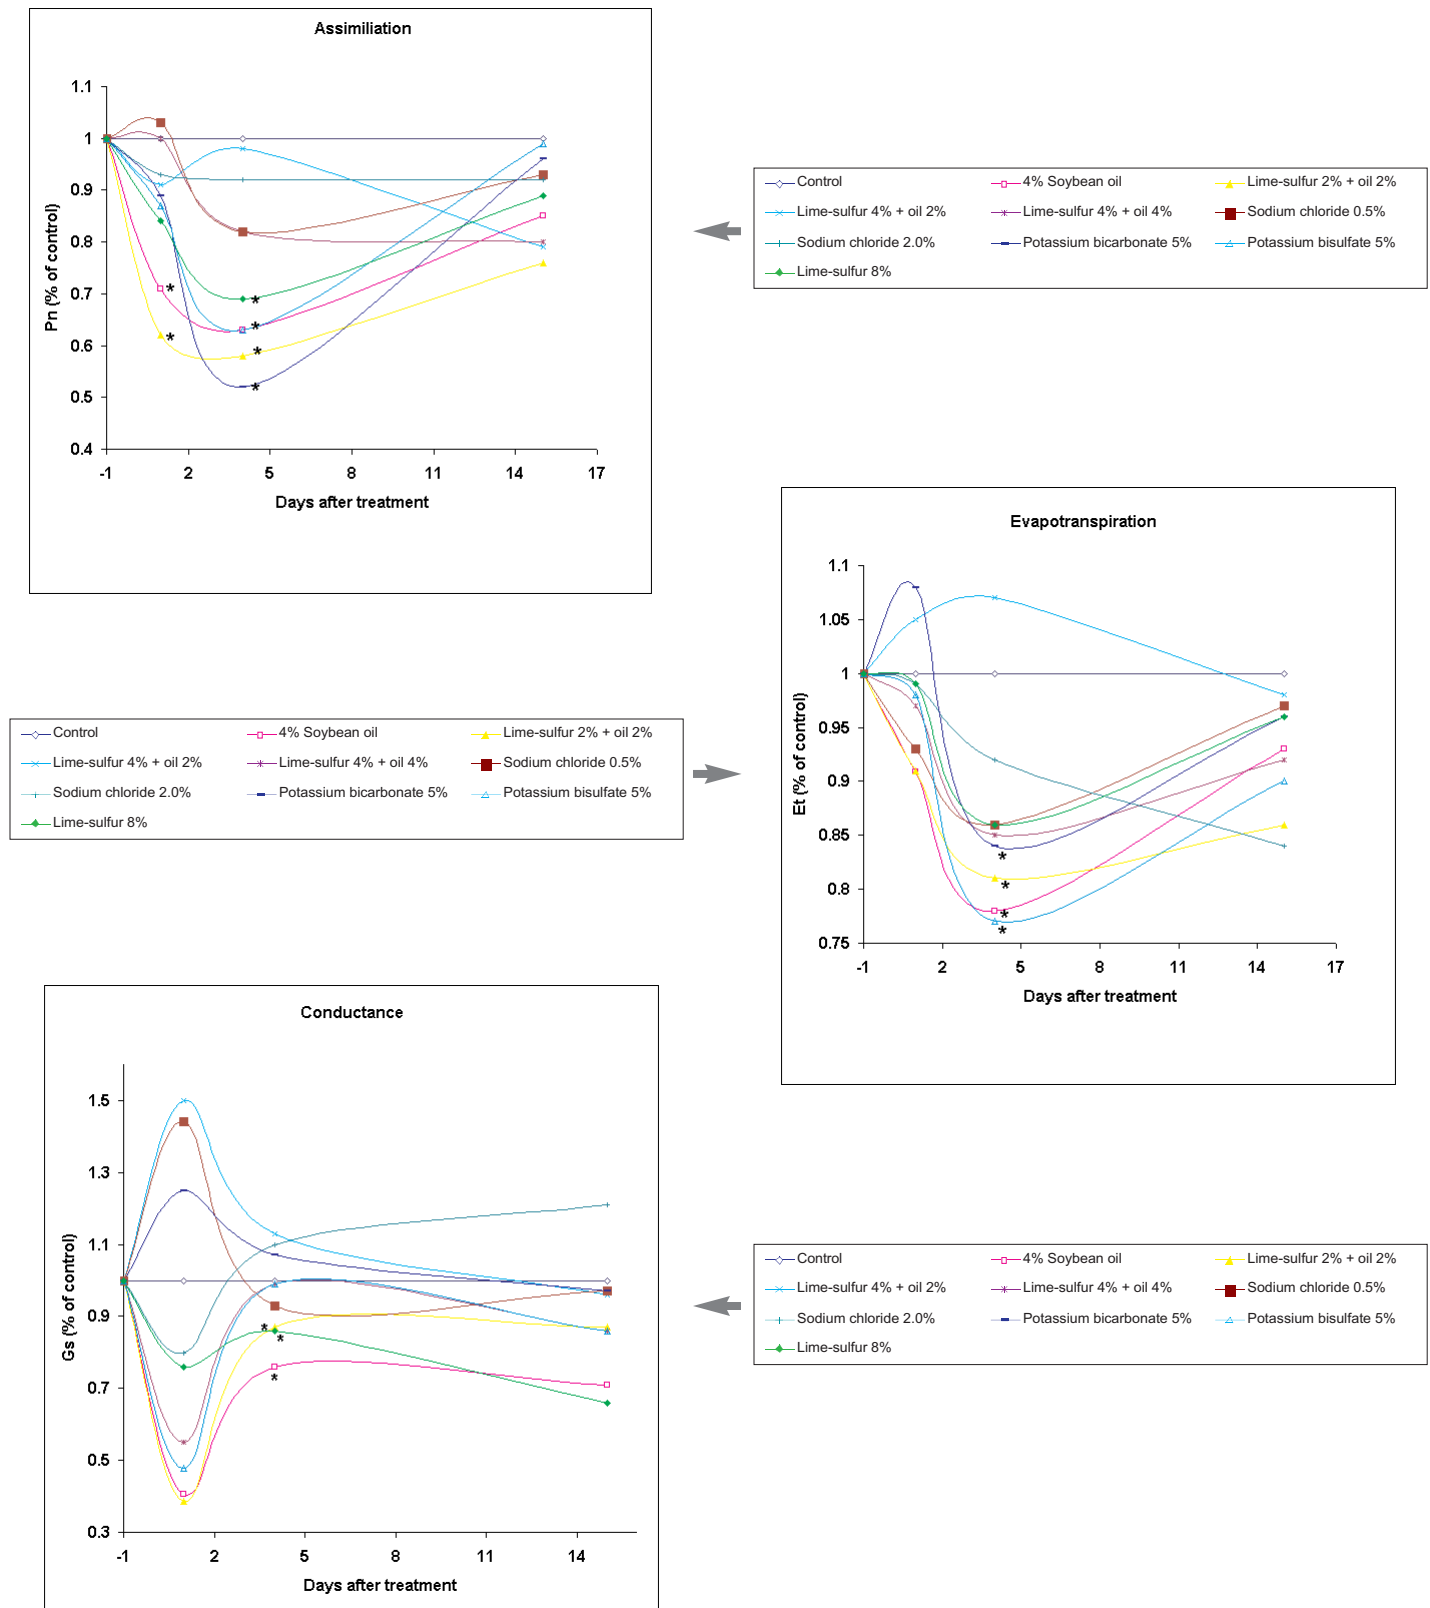 Assimiliation
1.1
1
0.9
0.8
0.7
0.6
0.5
0.4
Pn (% of control)
* * * * * *
-1 2 5 8 11 14 17
Days after treatment
Control 4% Soybean oil Lime-sulfur 2% + oil 2%
Lime-sulfur 4% + oil 2% Lime-sulfur 4% + oil 4% Sodium chloride 0.5%
Sodium chloride 2.0% Potassium bicarbonate 5% Potassium bisulfate 5%
Lime-sulfur 8%
Evapotranspiration
1.1
1.05
1
0.95
0.9
0.85
0.8
0.75
Et (% of control)
* * * *
-1 2 5 8 11 14 17
Days after treatment
Control 4% Soybean oil Lime-sulfur 2% + oil 2%
Lime-sulfur 4% + oil 2% Lime-sulfur 4% + oil 4% Sodium chloride 0.5%
Sodium chloride 2.0% Potassium bicarbonate 5% Potassium bisulfate 5%
Lime-sulfur 8%
Conductance
1.5
1.3
1.1
0.9
0.7
0.5
0.3
Gs (% of control)
* * *
-1 2 5 8 11 14
Days after treatment
Control 4% Soybean oil Lime-sulfur 2% + oil 2%
Lime-sulfur 4% + oil 2% Lime-sulfur 4% + oil 4% Sodium chloride 0.5%
Sodium chloride 2.0% Potassium bicarbonate 5% Potassium bisulfate 5%
Lime-sulfur 8%